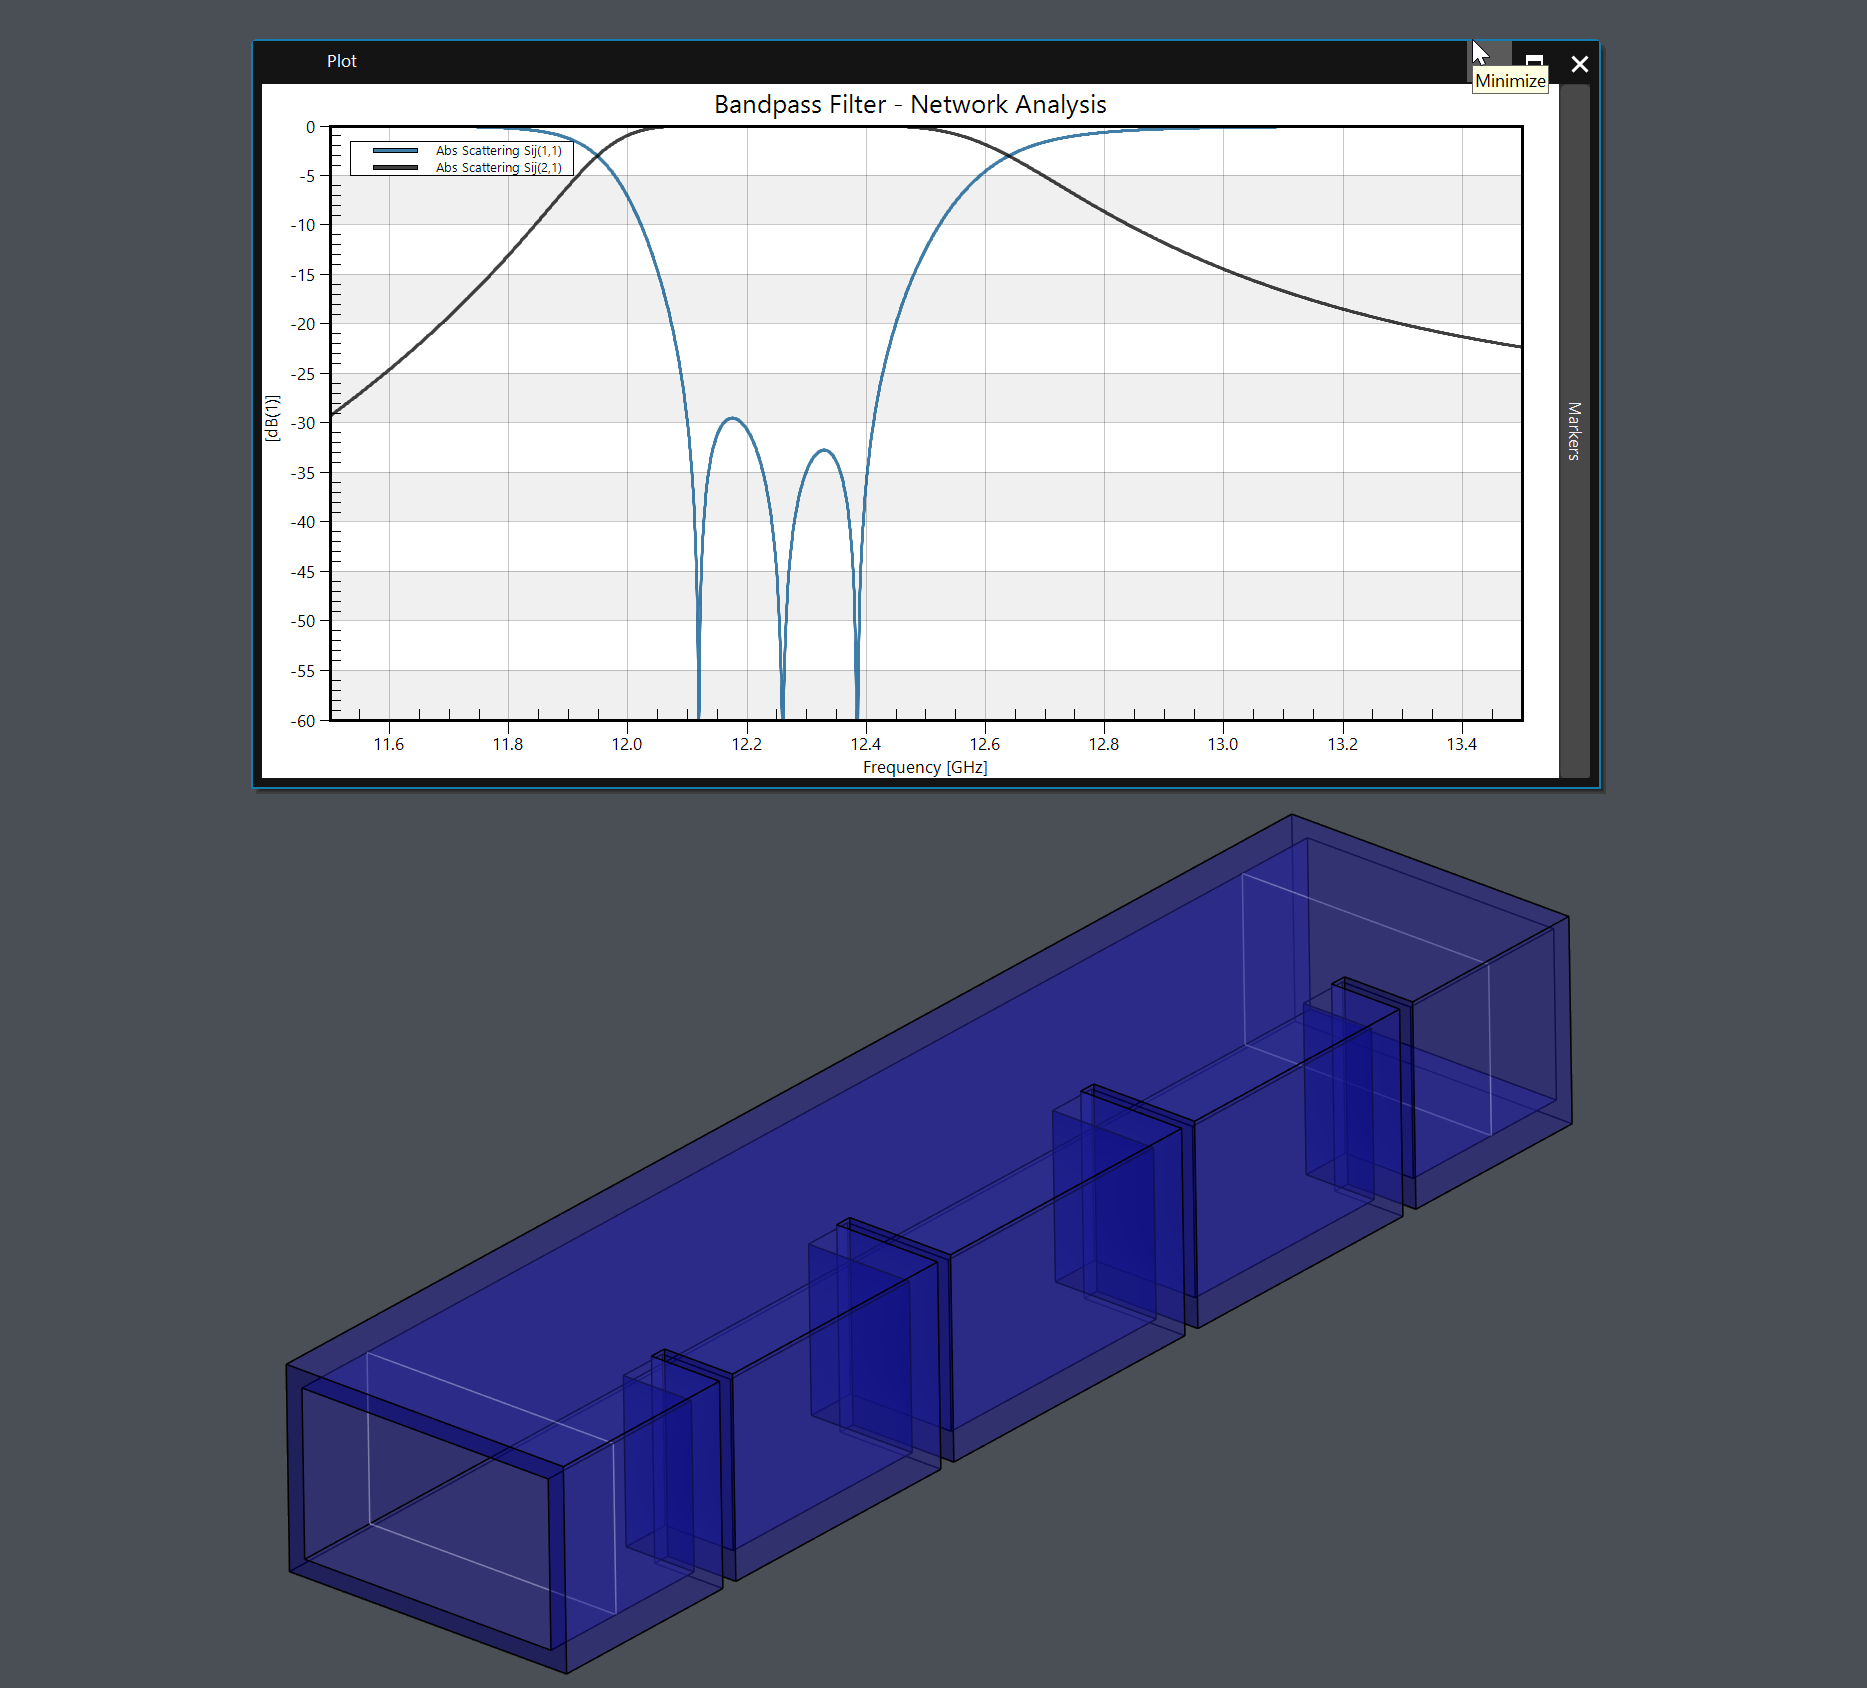 Plot
Minimize
Bandpass Filter - Network Analysis
Abs Scattering Sij(1,1)
Abs Scattering Sij(2,1)
0
-5
-10
-15
-20
-25
-30
-35
-40
-45
-50
-55
-60
[dB(1)]
11.6 11.8 12.0 12.2 12.4 12.6 12.8 13.0 13.2 13.4
Frequency [GHz]
Markers